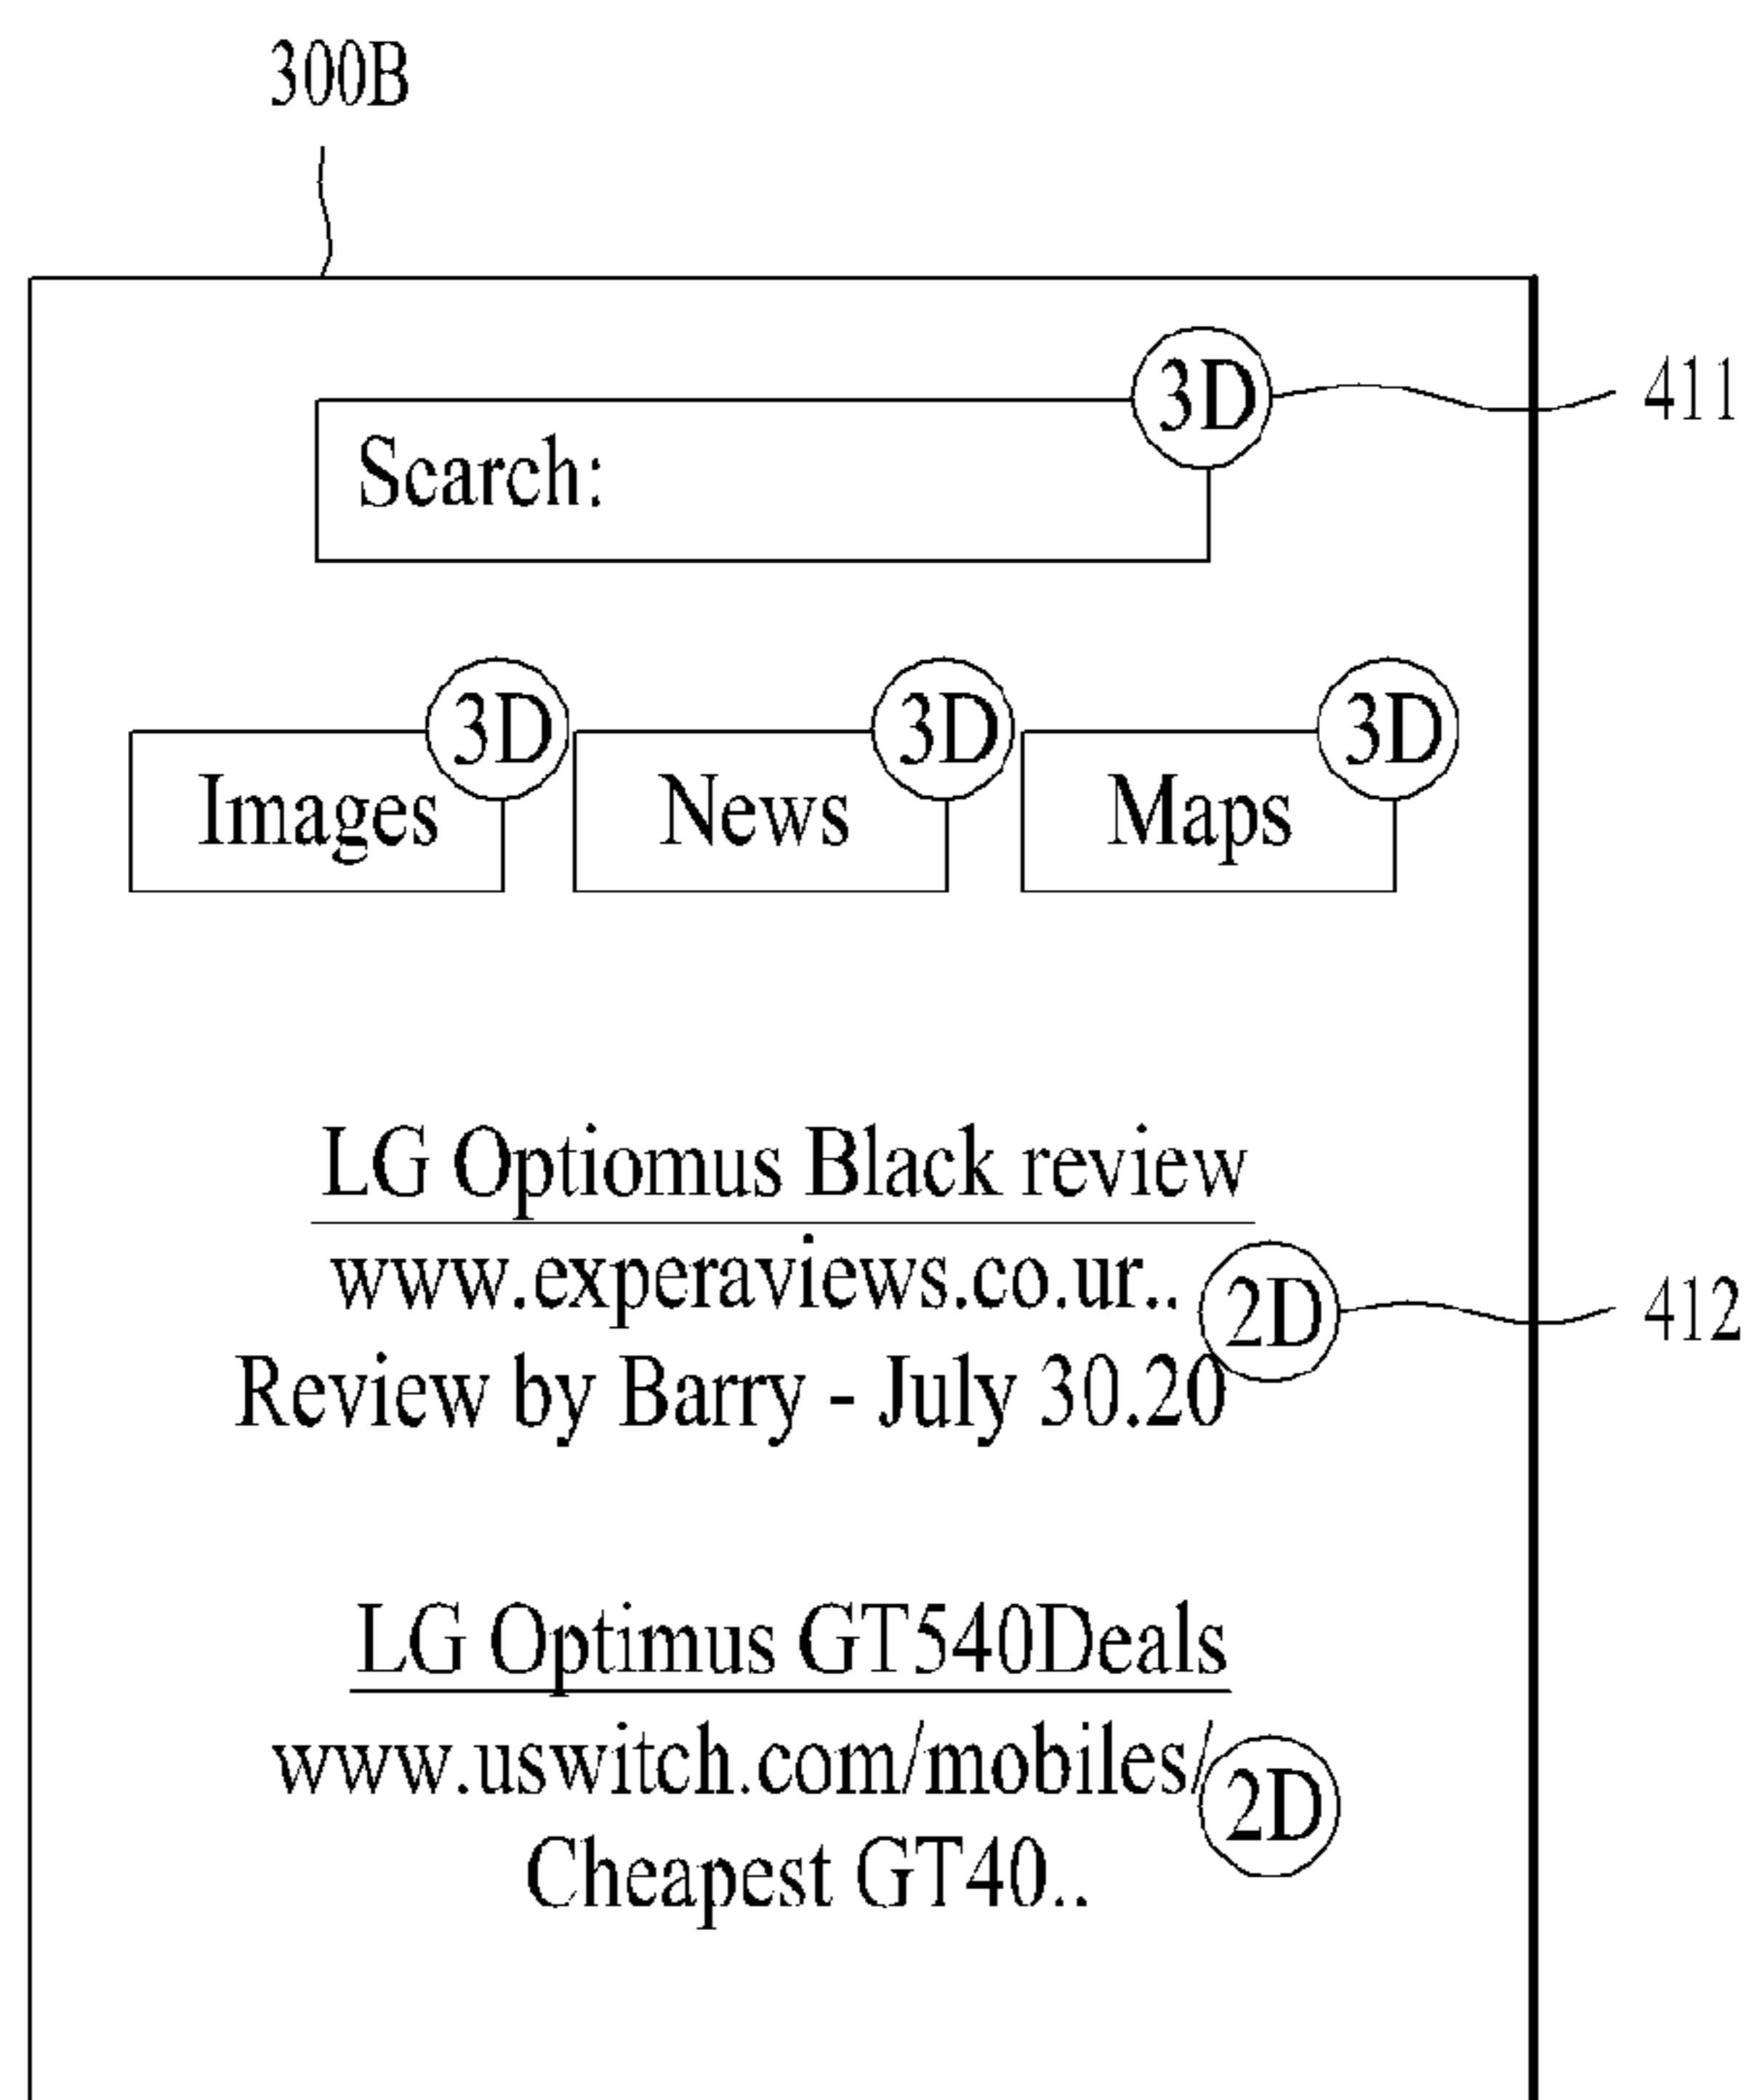 300B
3D
411
Scarch:
3D 3D 3D
Images News Maps
LG Optiomus Black review
www.experaviews.co.ur..
2D
412
Review by Barry - July 30.20
LG Optimus GT540Deals
www.uswitch.com/mobiles/
2D
Cheapest GT40..